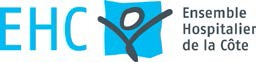 EHC
Ensemble
Hospitalier
de la Côte